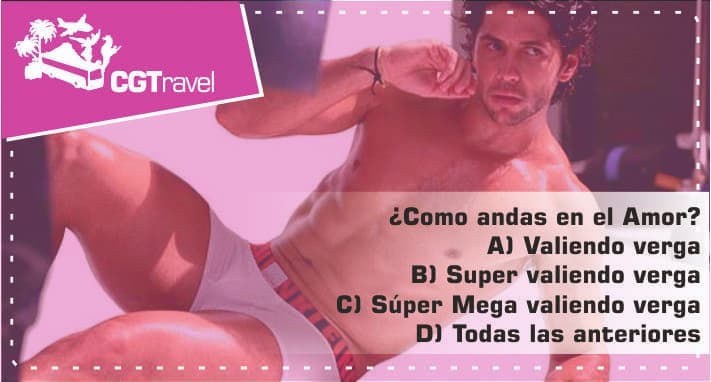 CGTravel
¿Como andas en el Amor?
A) Valiendo verga
B) Super valiendo verga
C) Súper Mega valiendo verga
D) Todas las anteriores